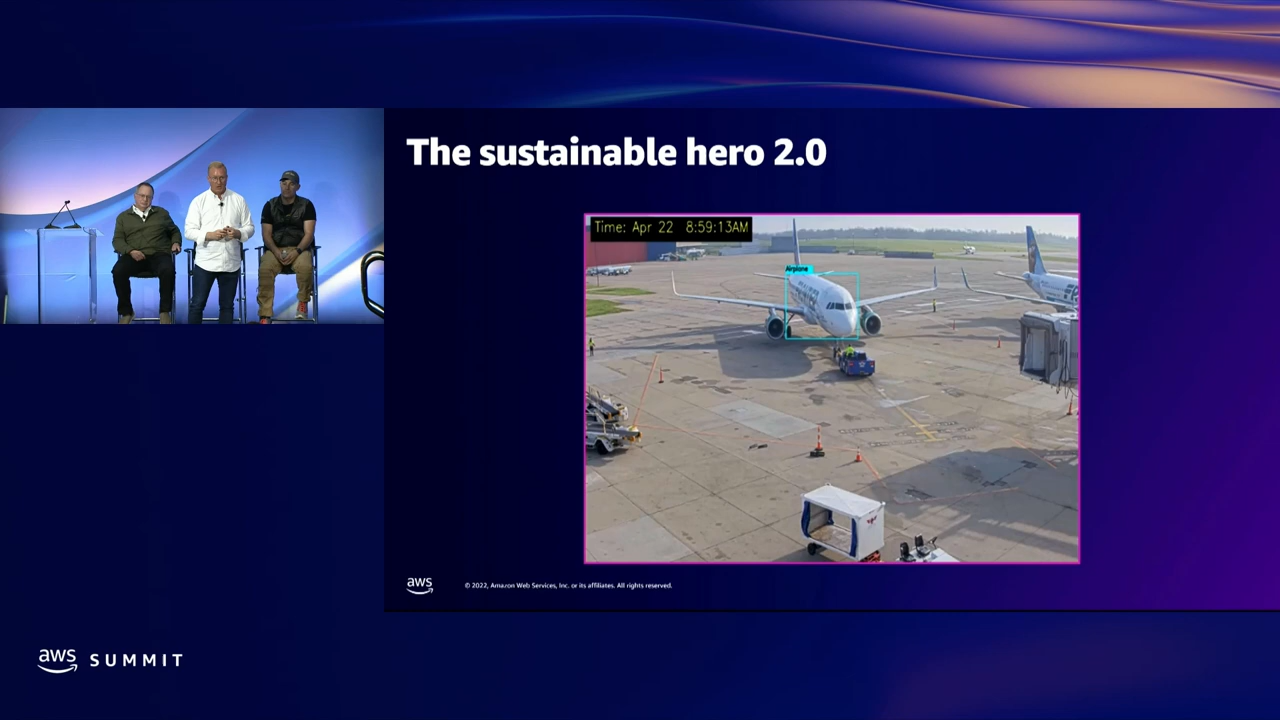 The sustainable hero 2.0
Time: Apr 22 8:59:13AM
Airplane
aws
© 2022, Amazon Web Services, Inc. or its affiliates. All rights reserved.
aws SUMMIT